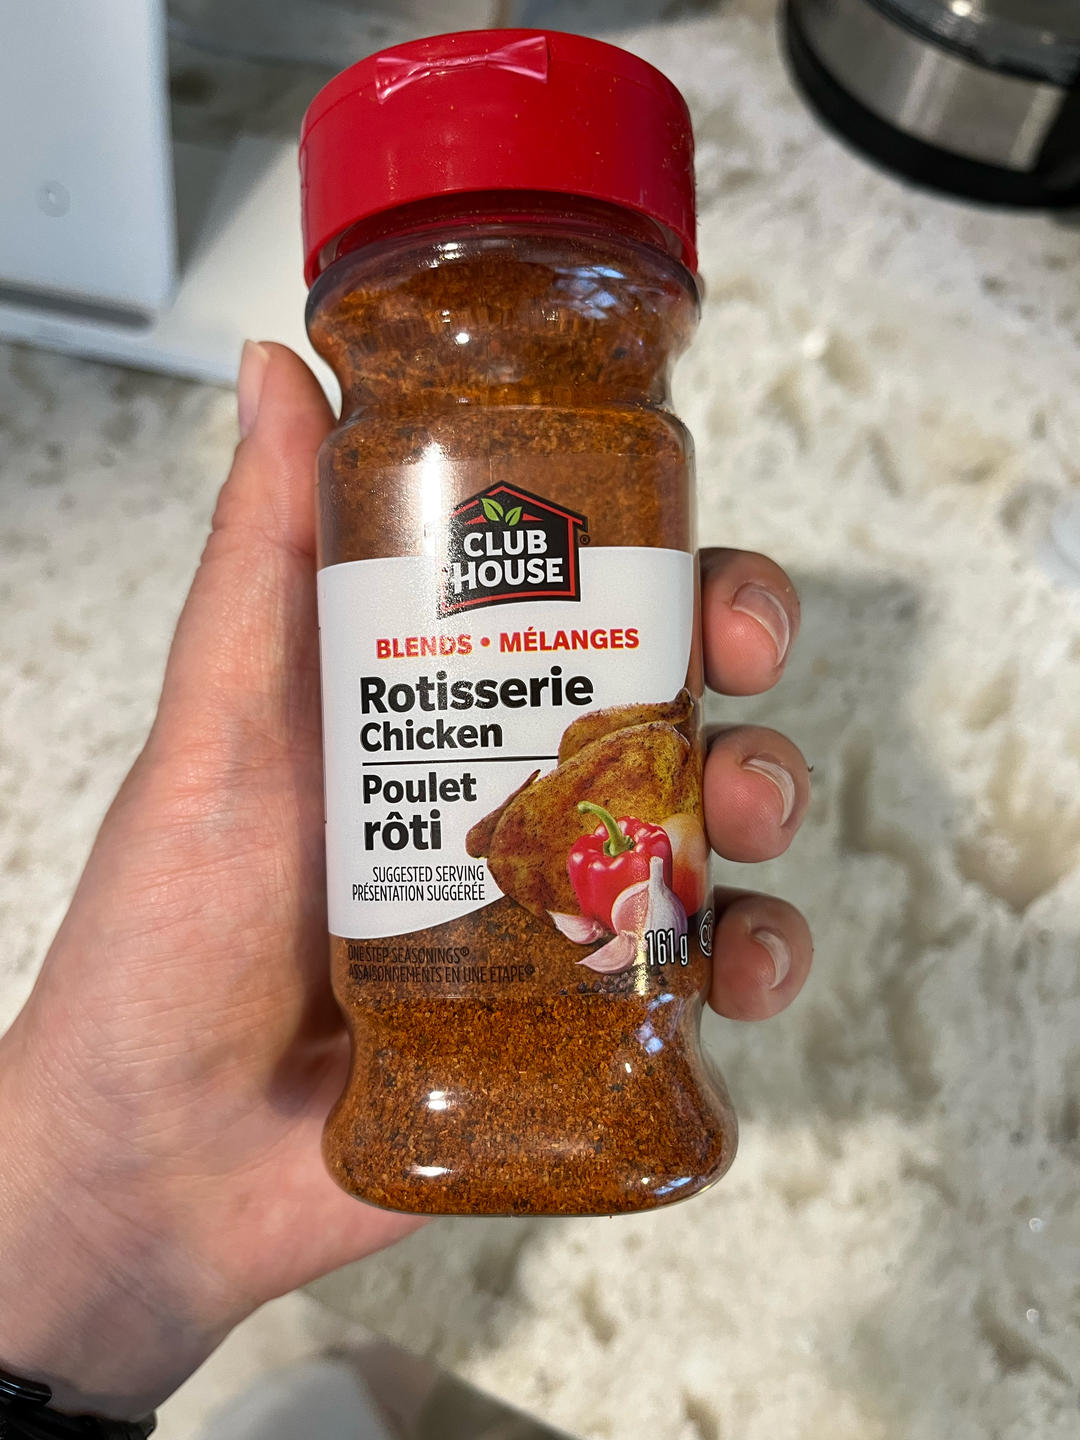 CLUB
HOUSE®
BLENDS • MÉLANGES
Rotisserie
Chicken
Poulet
rôti
SUGGESTED SERVING
PRÉSENTATION SUGGÉRÉE
ONE STEP SEASONINGS®
ASSAISONNEMENTS EN UNE ÉTAPE®
161 g